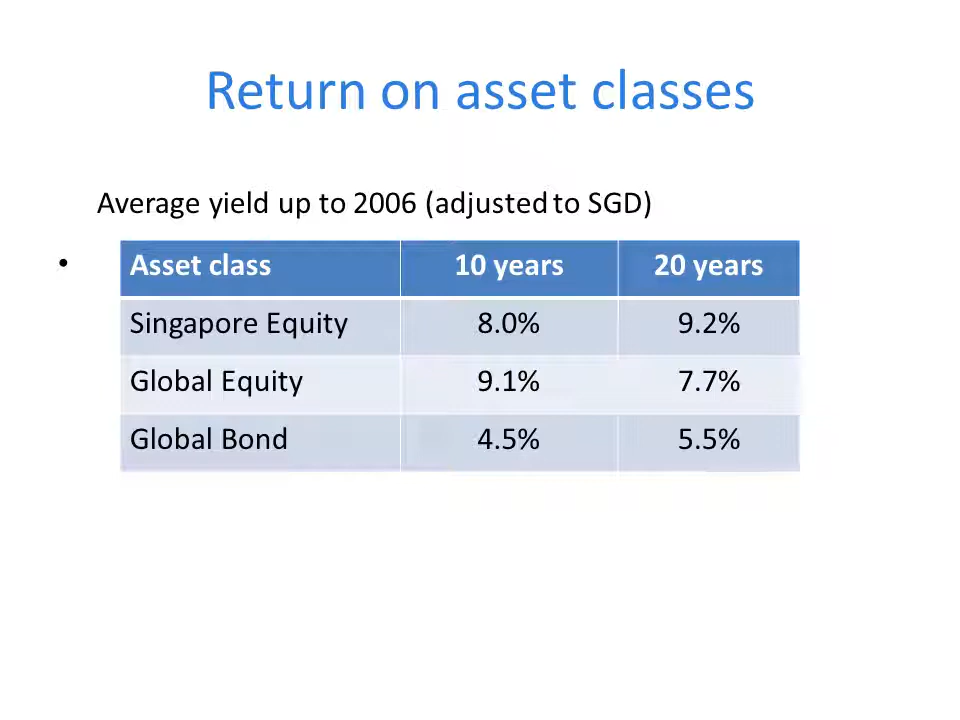 Return on asset classes
Average yield up to 2006 (adjusted to SGD)
• Asset class 10 years 20 years
Singapore Equity 8.0% 9.2%
Global Equity 9.1% 7.7%
Global Bond 4.5% 5.5%